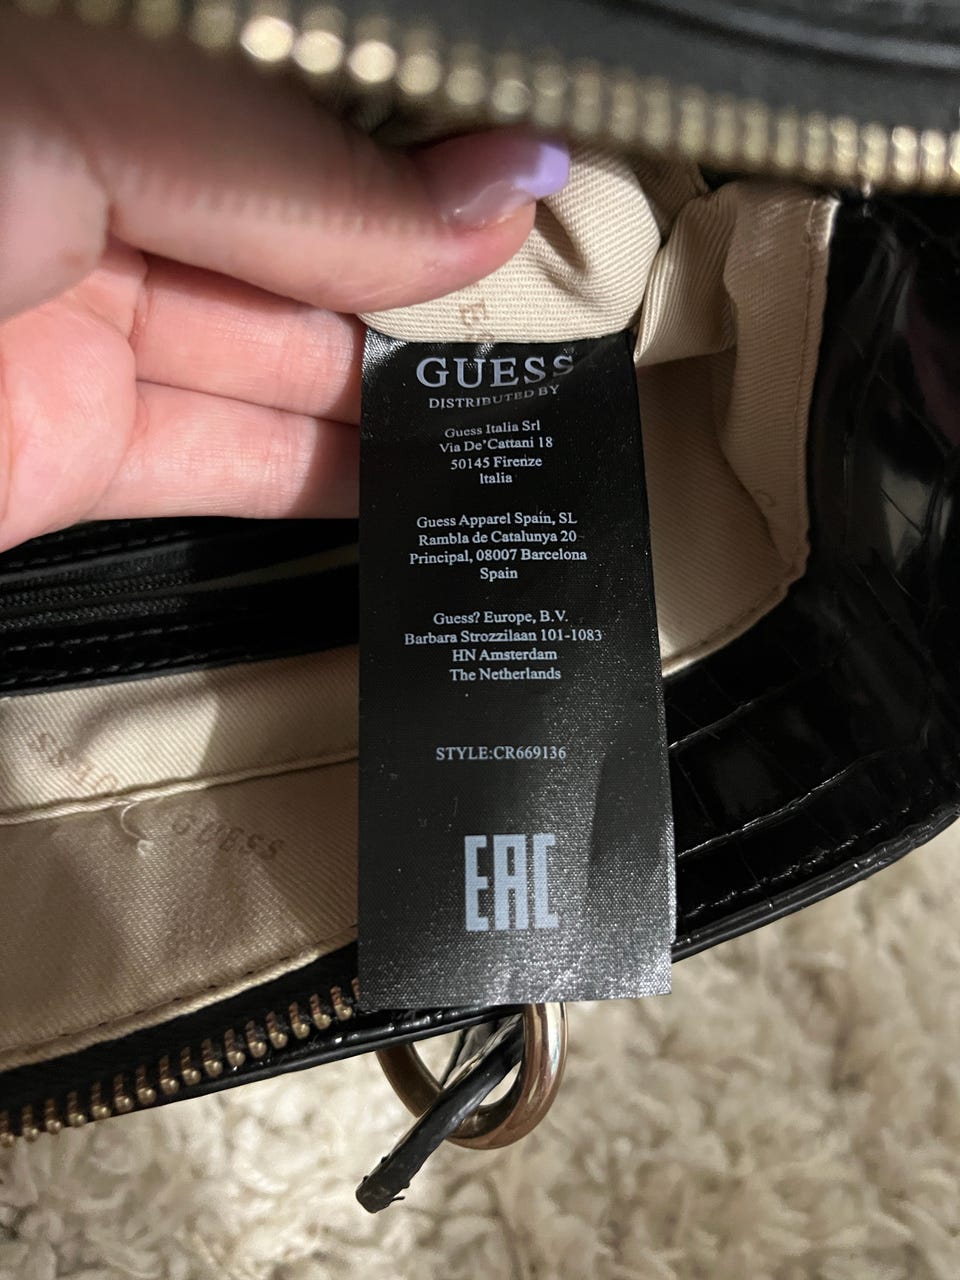 GUESS
DISTRIBUTED BY
Guess Italia Srl
Via De'Cattani 18
50145 Firenze
Italia
Guess Apparel Spain, SL
Rambla de Catalunya 20
Principal, 08007 Barcelona
Spain
Guess? Europe, B.V.
Barbara Strozzilaan 101-1083
HN Amsterdam
The Netherlands
STYLE:CR669136
EAC
GUESS